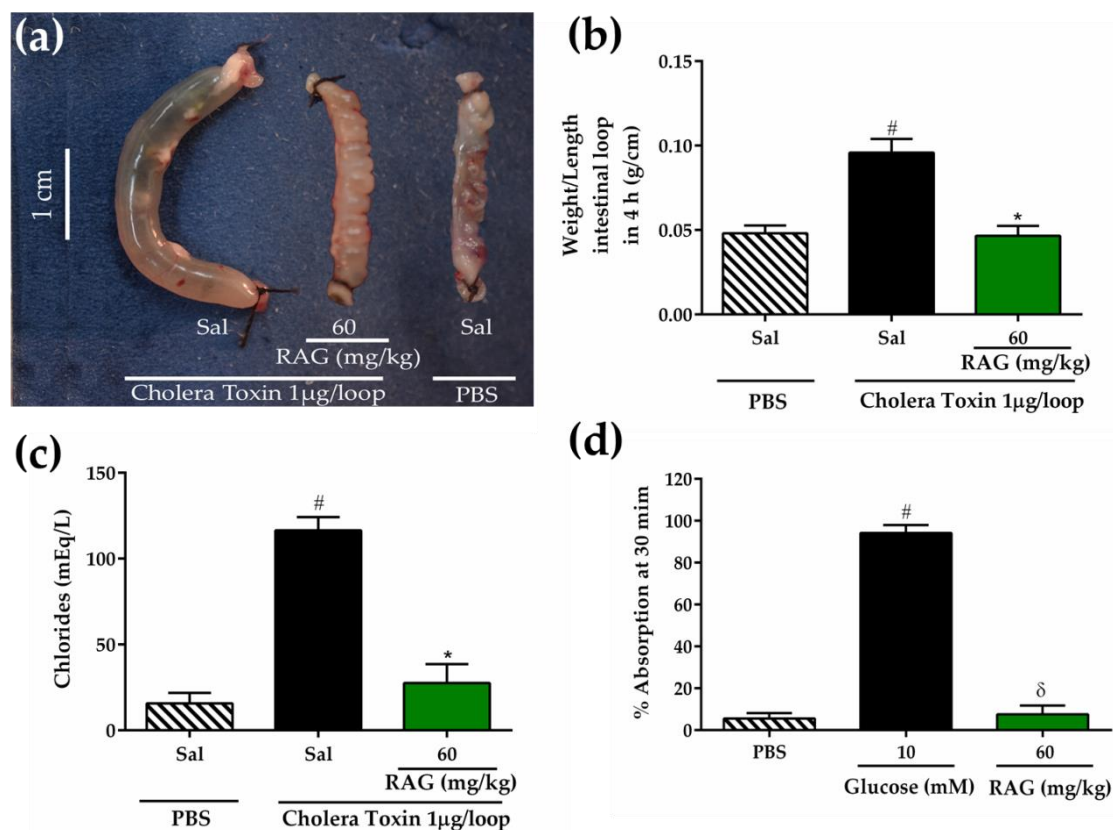 (a)
1 cm
Sal
60
Sal
RAG (mg/kg)
Cholera Toxin 1µg/loop
PBS
(b)
Weight/Length
intestinal loop
in 4 h (g/cm)
0.15
0.10
0.05
0.00
#
*
Sal
Sal
60
RAG (mg/kg)
PBS
Cholera Toxin 1µg/loop
(c)
Chlorides (mEq/L)
150
100
50
0
#
*
Sal
Sal
60
RAG (mg/kg)
PBS
Cholera Toxin 1µg/loop
(d)
% Absorption at 30 mim
120
100
80
60
40
20
0
#
δ
PBS
10
60
Glucose (mM)
RAG (mg/kg)